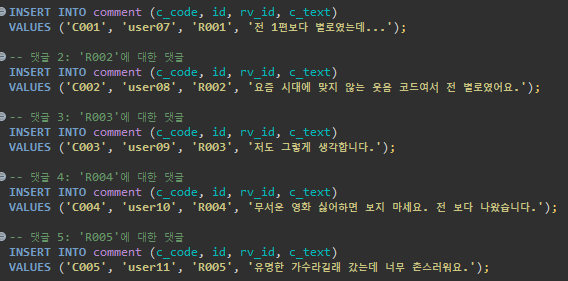 INSERT INTO comment (c_code, id, rv_id, c_text)
VALUES ('C001', 'user07', 'R001', '전 1편보다 별로였는데...');
-- 댓글 2: 'R002'에 대한 댓글
INSERT INTO comment (c_code, id, rv_id, c_text)
VALUES ('C002', 'user08', 'R002', '요즘 시대에 맞지 않는 웃음 코드여서 전 별로였어요.');
-- 댓글 3: 'R003'에 대한 댓글
INSERT INTO comment (c_code, id, rv_id, c_text)
VALUES ('C003', 'user09', 'R003', '저도 그렇게 생각합니다.');
-- 댓글 4: 'R004'에 대한 댓글
INSERT INTO comment (c_code, id, rv_id, c_text)
VALUES ('C004', 'user10', 'R004', '무서운 영화 싫어하면 보지 마세요. 전 보다 나왔습니다.');
-- 댓글 5: 'R005'에 대한 댓글
INSERT INTO comment (c_code, id, rv_id, c_text)
VALUES ('C005', 'user11', 'R005', '유명한 가수라길래 갔는데 너무 촌스러워요.');